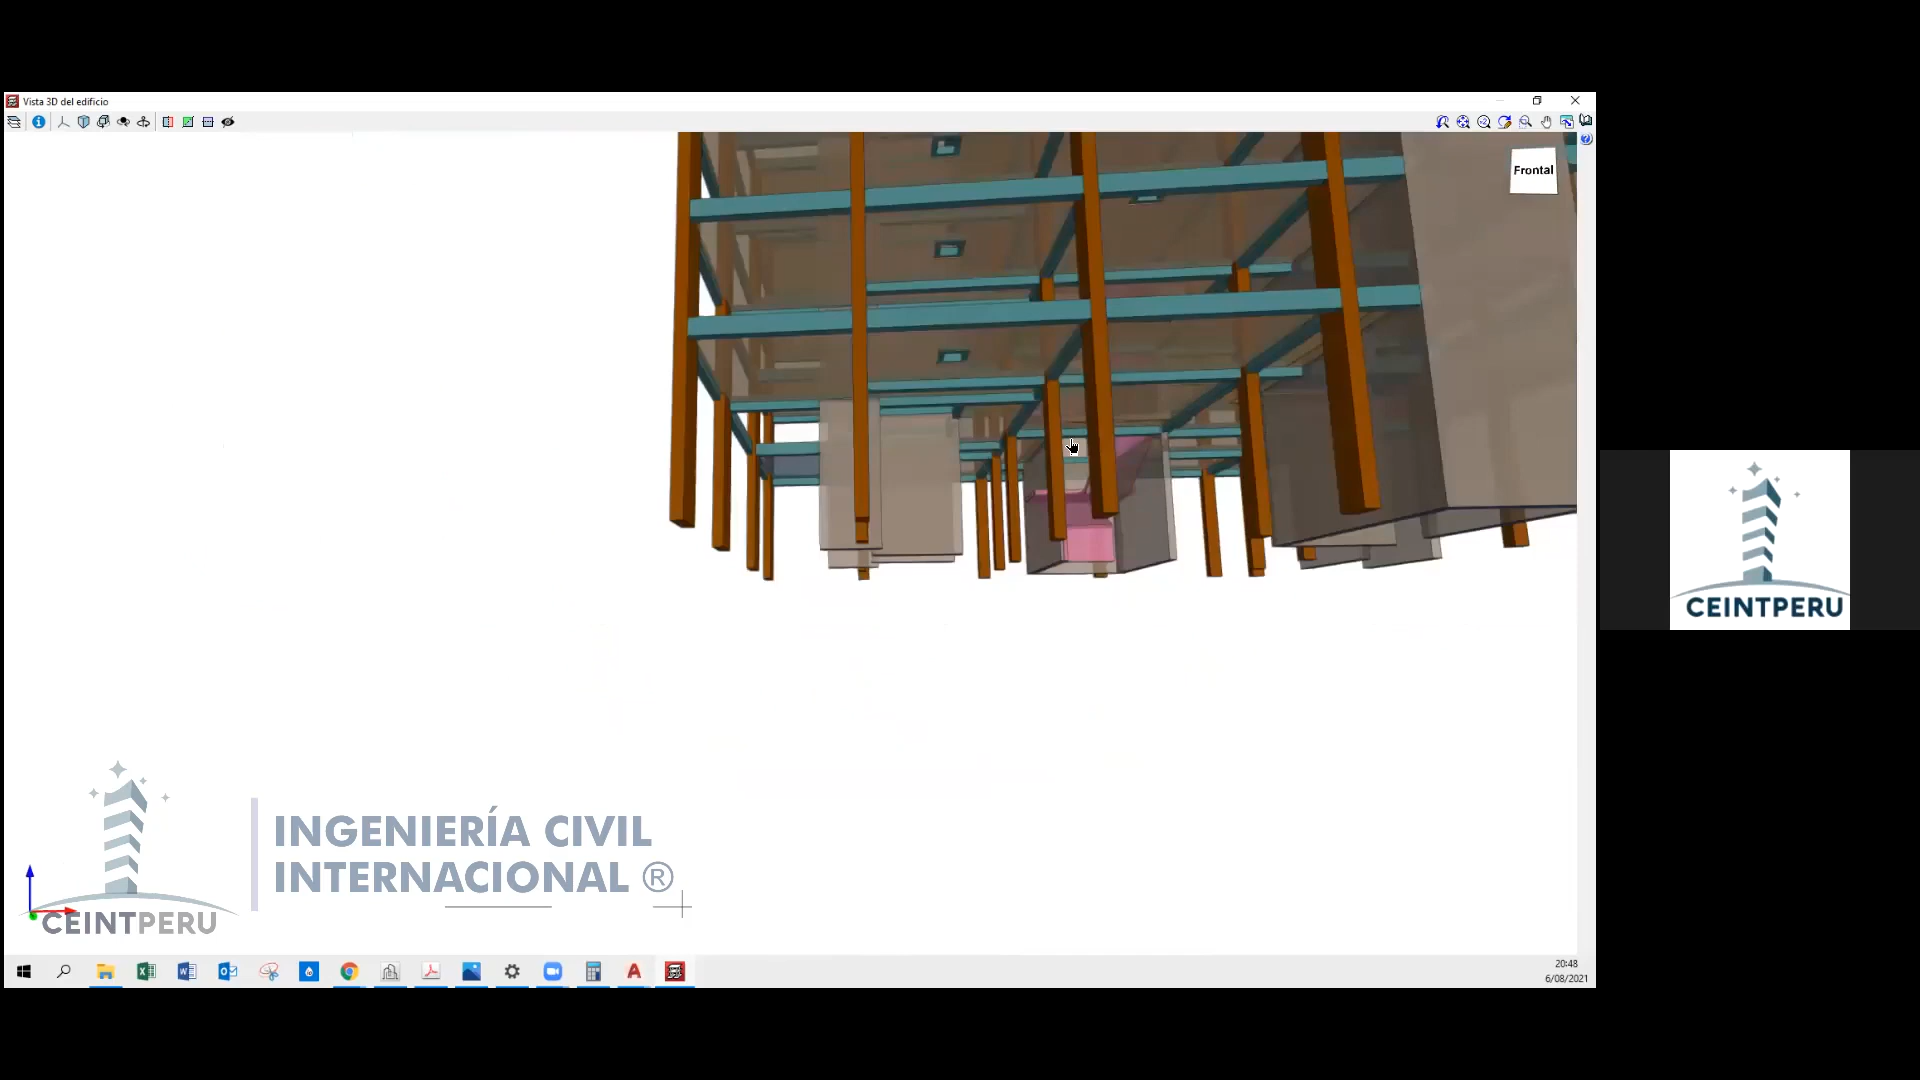 Vista 3D del edificio
Frontal
CEINTPERU
INGENIERÍA CIVIL
INTERNACIONAL ®
CEINTPERU
20:48
6/08/2021